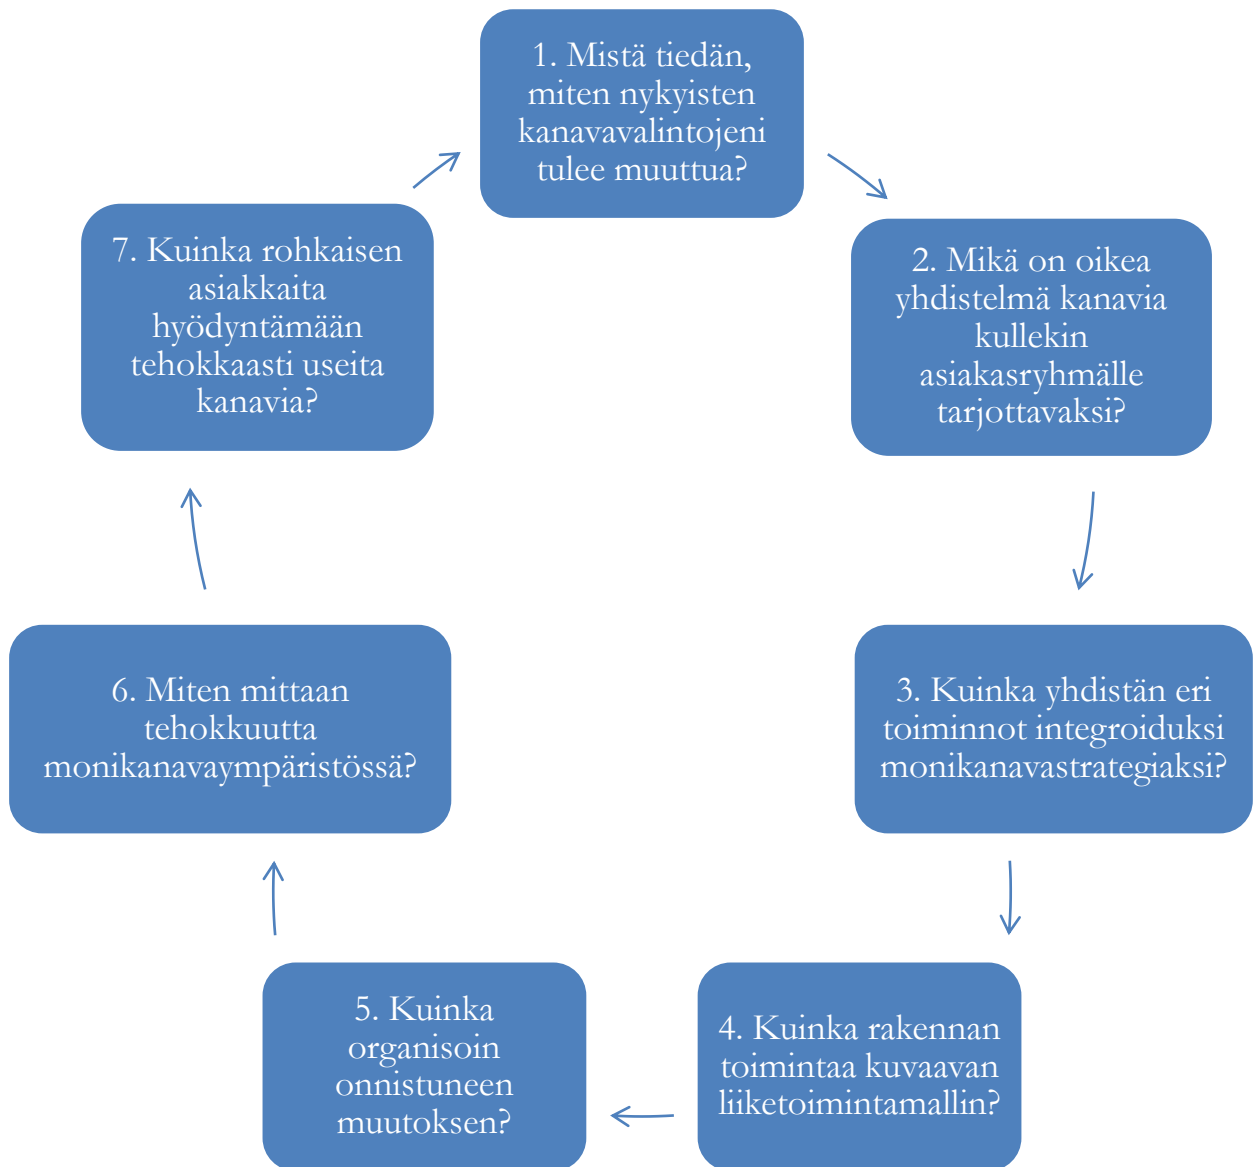 1. Mistä tiedän,
miten nykyisten
kanavavalintojeni
tulee muuttua?
2. Mikä on oikea
yhdistelmä kanavia
kullekin
asiakasryhmälle
tarjottavaksi?
3. Kuinka yhdistän eri
toiminnot integroiduksi
monikanavastrategiaksi?
4. Kuinka rakennan
toimintaa kuvaavan
liiketoimintamallin?
5. Kuinka
organisoin
onnistuneen
muutoksen?
6. Miten mittaan
tehokkuutta
monikanavaympäristössä?
7. Kuinka rohkaisen
asiakkaita
hyödyntämään
tehokkaasti useita
kanavia?